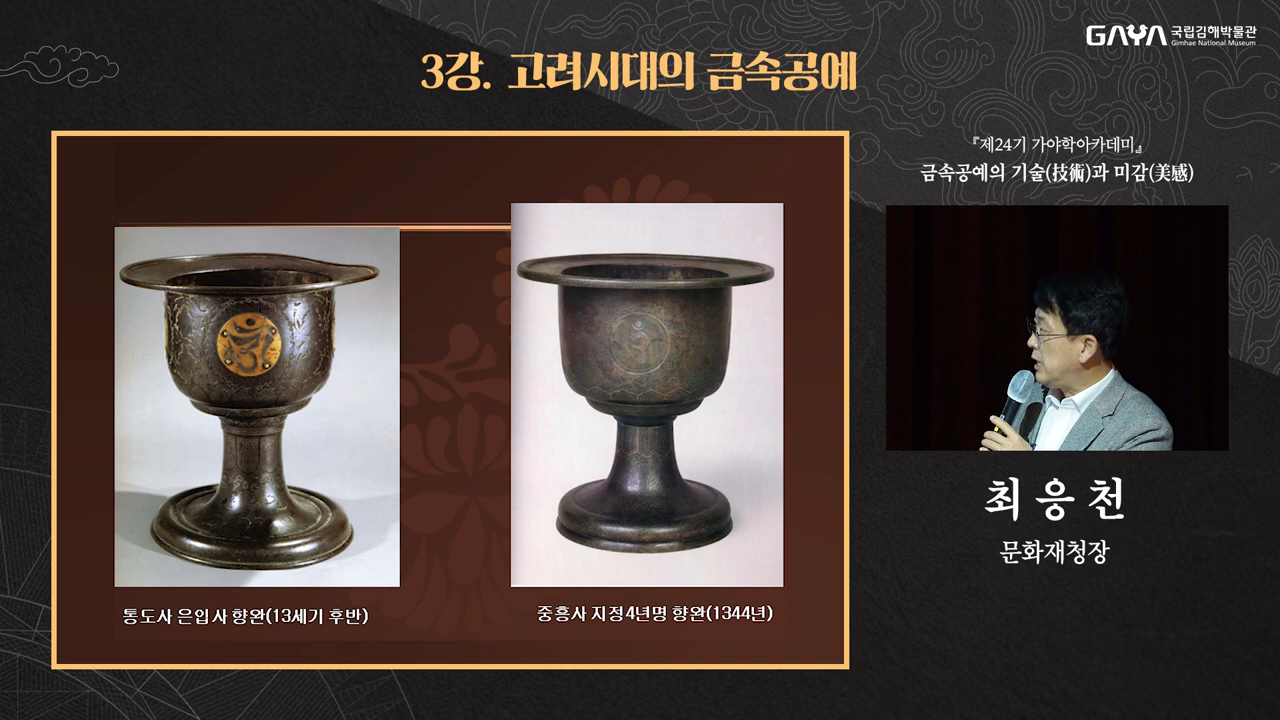 GAYA 국립김해박물관
Gimhae National Museum
3강. 고려시대의 금속공예
『제24기 가야학아카데미』
금속공예의 기술(技術)과 미감(美感)
최응천
문화재청장
통도사 은입사 향완(13세기 후반)
중흥사 지정4년명 향완(1344년)